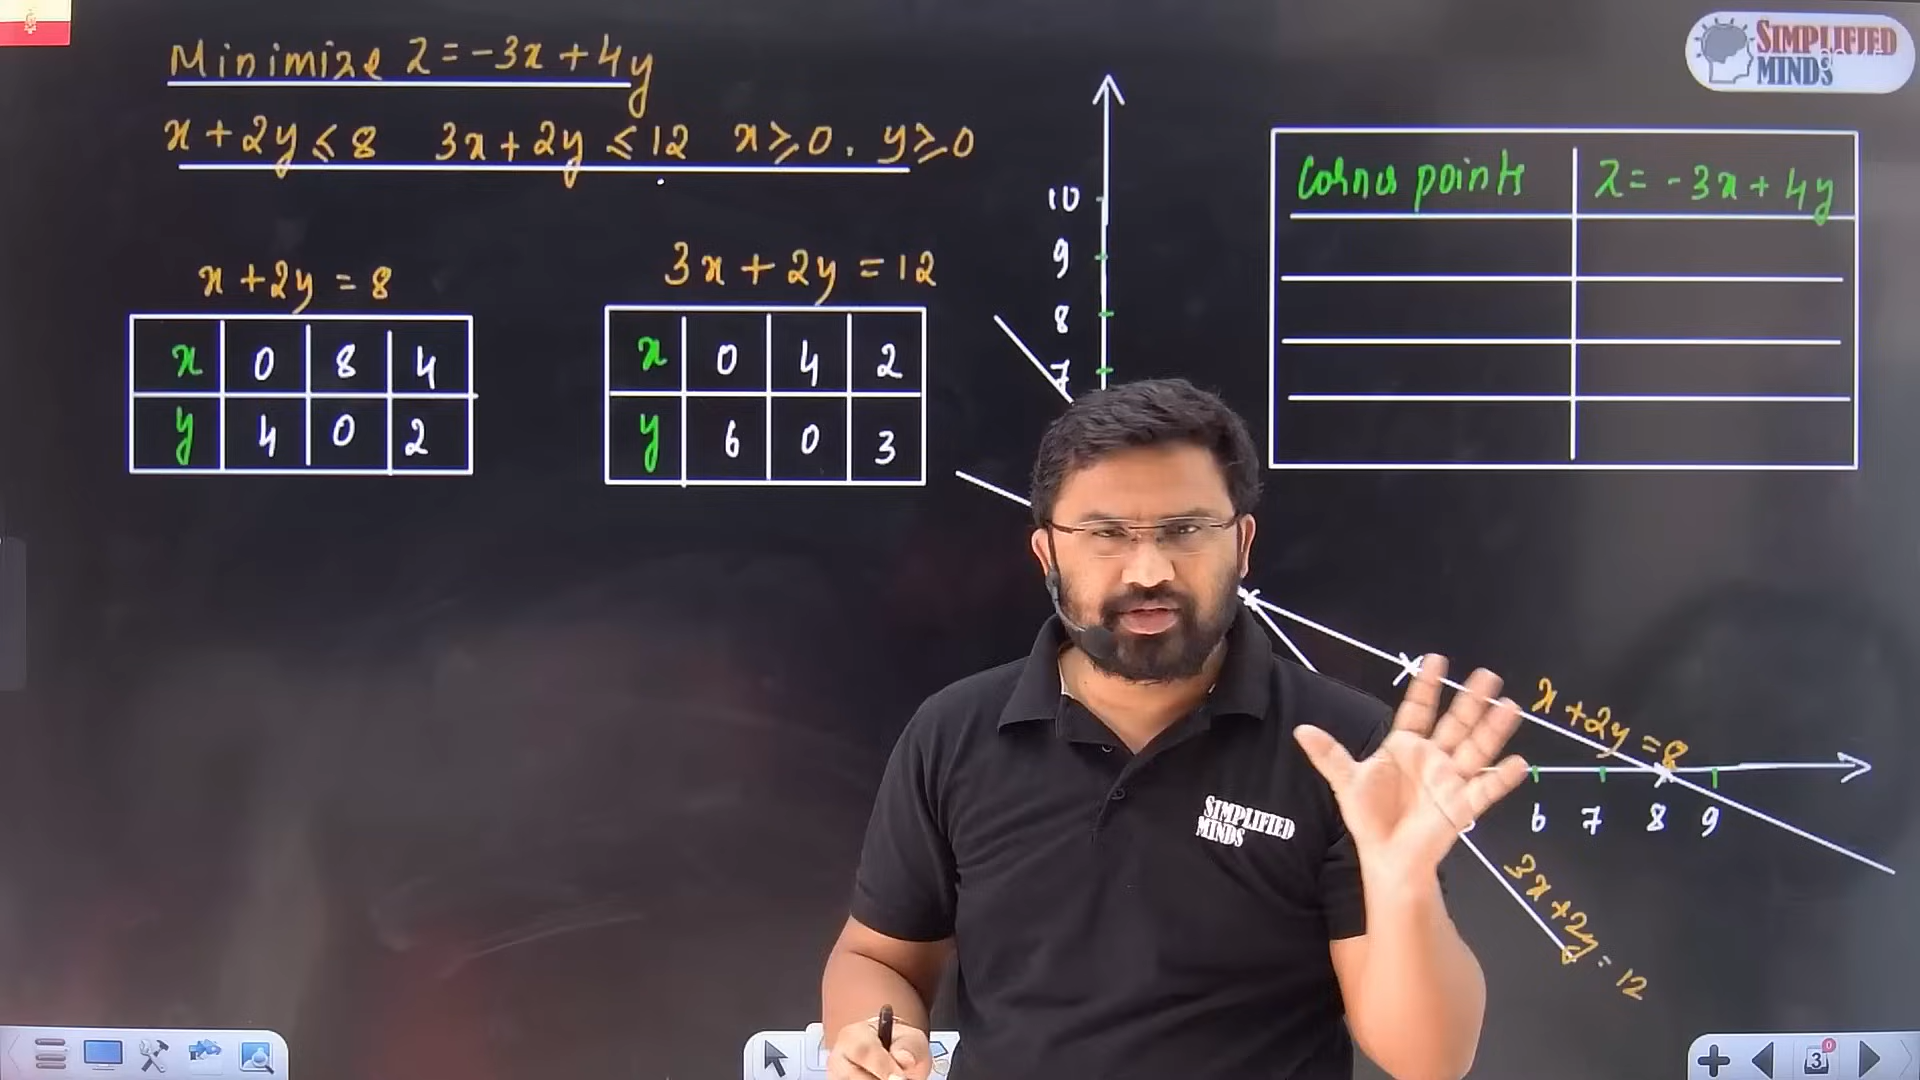 Minimize Z = -3x + 4y
x + 2y ≤ 8 3x + 2y ≤ 12 x ≥ 0, y ≥ 0
x + 2y = 8
x 0 8 4
y 4 0 2
3x + 2y = 12
x 0 4 2
y 6 0 3
10
9
8
7
6 7 8 9
x + 2y = 8
3x + 2y = 12
Corner points Z = -3x + 4y
SIMPLIFIED
MINDS
SIMPLIFIED
MINDS
3
0